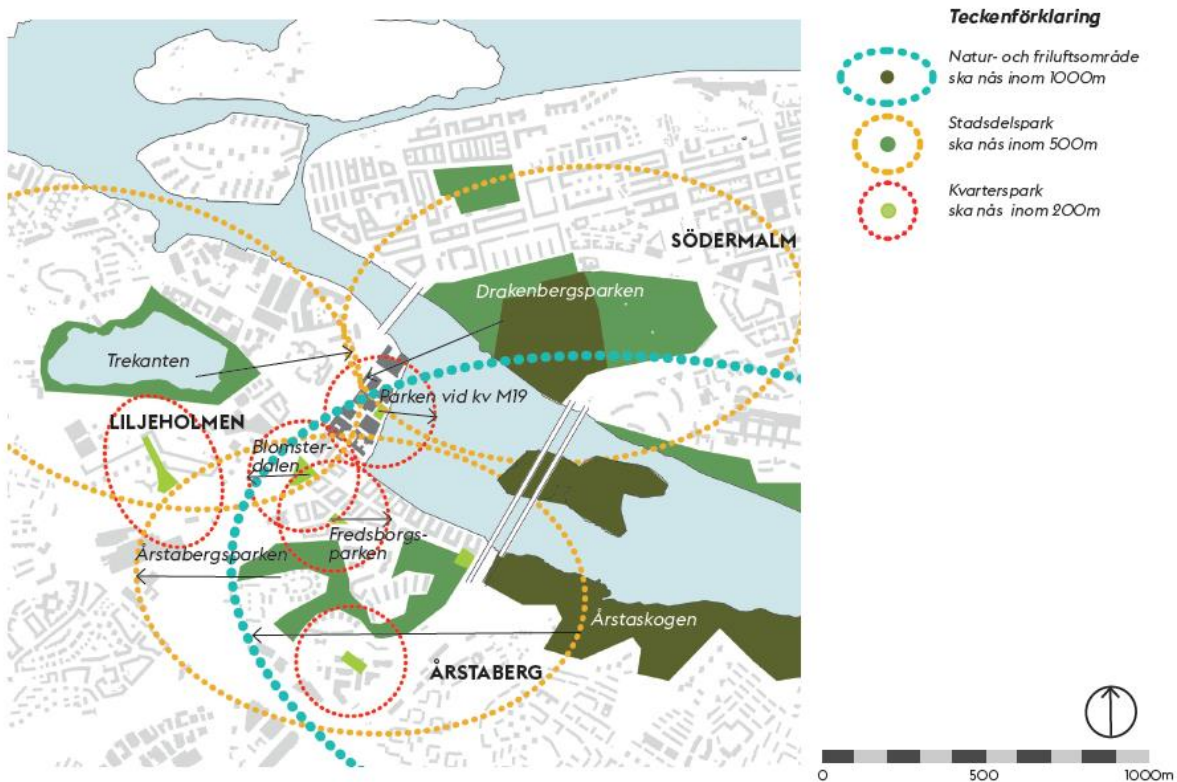 Teckenförklaring
Natur- och friluftsområde
ska nås inom 1000m
Stadsdelspark
ska nås inom 500m
Kvarterspark
ska nås inom 200m
SÖDERMALM
Drakenbergsparken
Trekanten
Parken vid kv M19
LILJEHOLMEN
Blomster-
dalen
Fredsborgs-
parken
Årstabergsparken
Årstaskogen
ÅRSTABERG
0 500 1000m